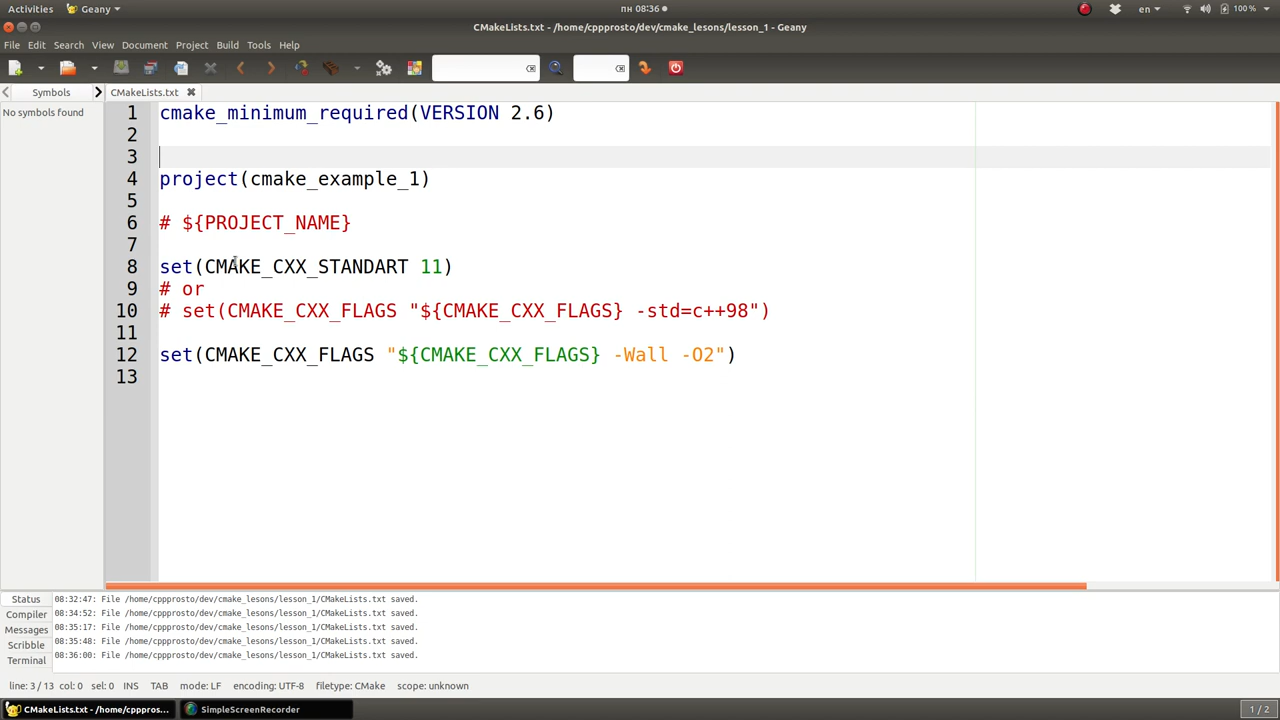 Activities Geany пн 08:36 en 100 %
CMakeLists.txt - /home/cppprosto/dev/cmake_lesons/lesson_1 - Geany
File Edit Search View Document Project Build Tools Help
Symbols CMakeLists.txt
No symbols found
1 cmake_minimum_required(VERSION 2.6)
2
3
4 project(cmake_example_1)
5
6 # ${PROJECT_NAME}
7
8 set(CMAKE_CXX_STANDART 11)
9 # or
10 # set(CMAKE_CXX_FLAGS "${CMAKE_CXX_FLAGS} -std=c++98")
11
12 set(CMAKE_CXX_FLAGS "${CMAKE_CXX_FLAGS} -Wall -O2")
13
Status 08:32:47: File /home/cppprosto/dev/cmake_lesons/lesson_1/CMakeLists.txt saved.
Compiler 08:34:52: File /home/cppprosto/dev/cmake_lesons/lesson_1/CMakeLists.txt saved.
Messages 08:35:17: File /home/cppprosto/dev/cmake_lesons/lesson_1/CMakeLists.txt saved.
Scribble 08:35:48: File /home/cppprosto/dev/cmake_lesons/lesson_1/CMakeLists.txt saved.
Terminal 08:36:00: File /home/cppprosto/dev/cmake_lesons/lesson_1/CMakeLists.txt saved.
line: 3 / 13 col: 0 sel: 0 INS TAB mode: LF encoding: UTF-8 filetype: CMake scope: unknown
CMakeLists.txt - /home/cpppros... SimpleScreenRecorder 1 / 2